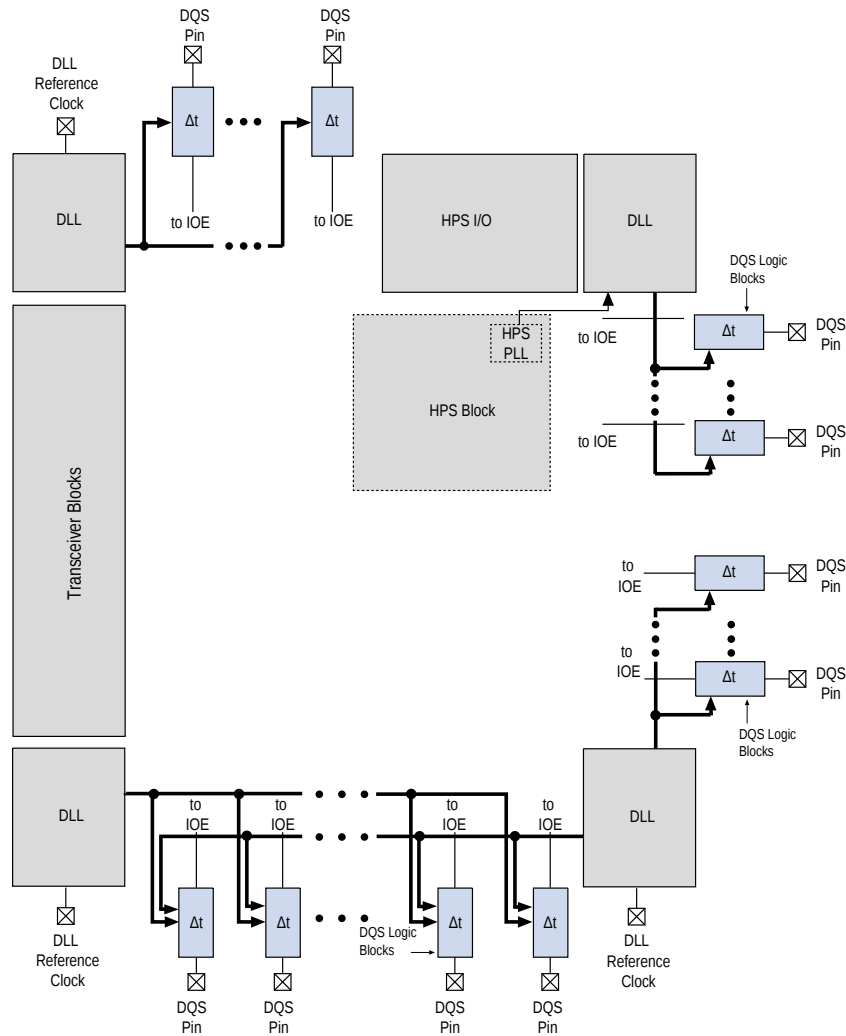 DQS
Pin
DQS
Pin
DLL
Reference
Clock
Δt
Δt
to IOE
to IOE
DLL
HPS I/O
DLL
DQS Logic
Blocks
Δt
DQS
Pin
to IOE
HPS
PLL
HPS Block
Δt
DQS
Pin
to IOE
Transceiver Blocks
to
IOE
Δt
DQS
Pin
to
IOE
Δt
DQS
Pin
DQS Logic
Blocks
DLL
DLL
to
IOE
to
IOE
to
IOE
to
IOE
Δt
Δt
Δt
Δt
DQS Logic
Blocks
DLL
Reference
Clock
DLL
Reference
Clock
DQS
Pin
DQS
Pin
DQS
Pin
DQS
Pin